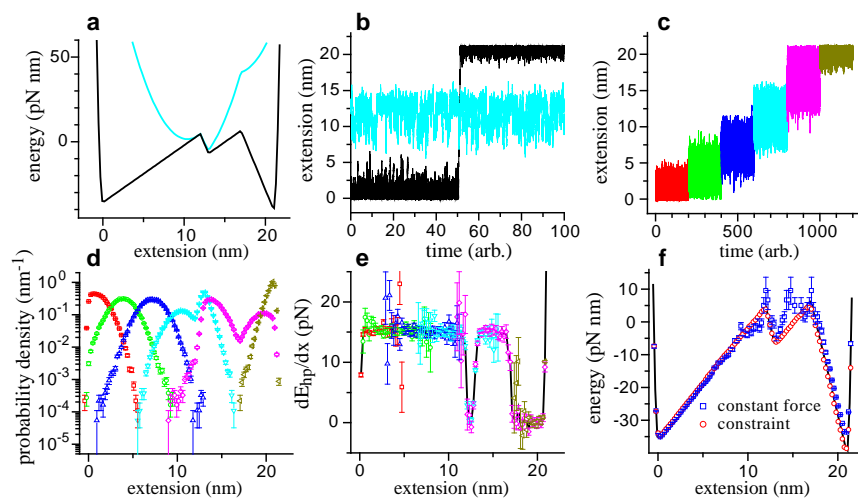 a
energy (pN nm)
50
0
0
10
20
extension (nm)
b
extension (nm)
20
15
10
5
0
0
20
40
60
80
100
time (arb.)
c
extension (nm)
20
15
10
5
0
0
500
1000
time (arb.)
d
probability density (nm⁻¹)
10⁰
10⁻¹
10⁻²
10⁻³
10⁻⁴
10⁻⁵
0
10
20
extension (nm)
e
dE_hp/dx (pN)
20
10
0
0
10
20
extension (nm)
f
energy (pN nm)
10
0
-10
-20
-30
constant force
constraint
0
10
20
extension (nm)